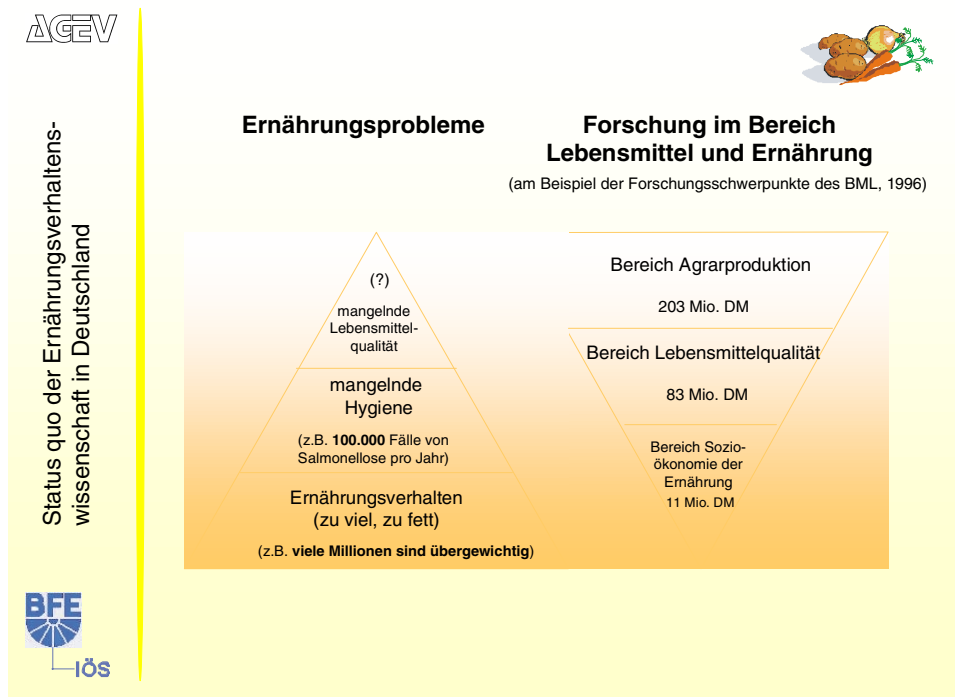 AGEV
Status quo der Ernährungsverhaltens-
wissenschaft in Deutschland
Ernährungsprobleme
(?)
mangelnde
Lebensmittel-
qualität
mangelnde
Hygiene
(z.B. 100.000 Fälle von
Salmonellose pro Jahr)
Ernährungsverhalten
(zu viel, zu fett)
(z.B. viele Millionen sind übergewichtig)
Forschung im Bereich
Lebensmittel und Ernährung
(am Beispiel der Forschungsschwerpunkte des BML, 1996)
Bereich Agrarproduktion
203 Mio. DM
Bereich Lebensmittelqualität
83 Mio. DM
Bereich Sozio-
ökonomie der
Ernährung
11 Mio. DM
BFE
IÖS